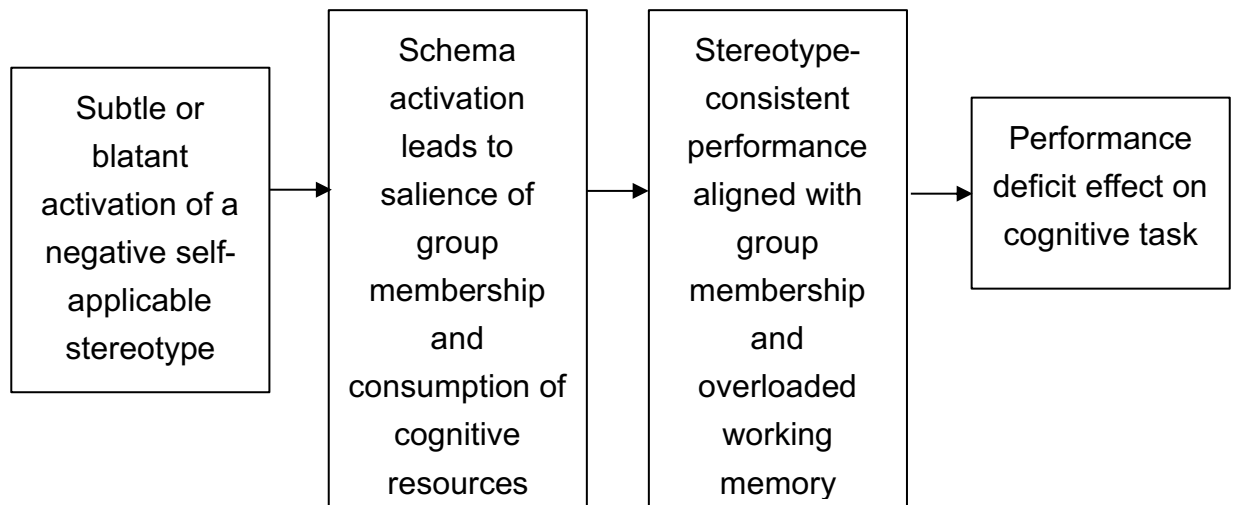 Subtle or
blatant
activation of a
negative self-
applicable
stereotype
Schema
activation
leads to
salience of
group
membership
and
consumption of
cognitive
resources
Stereotype-
consistent
performance
aligned with
group
membership
and
overloaded
working
memory
Performance
deficit effect on
cognitive task